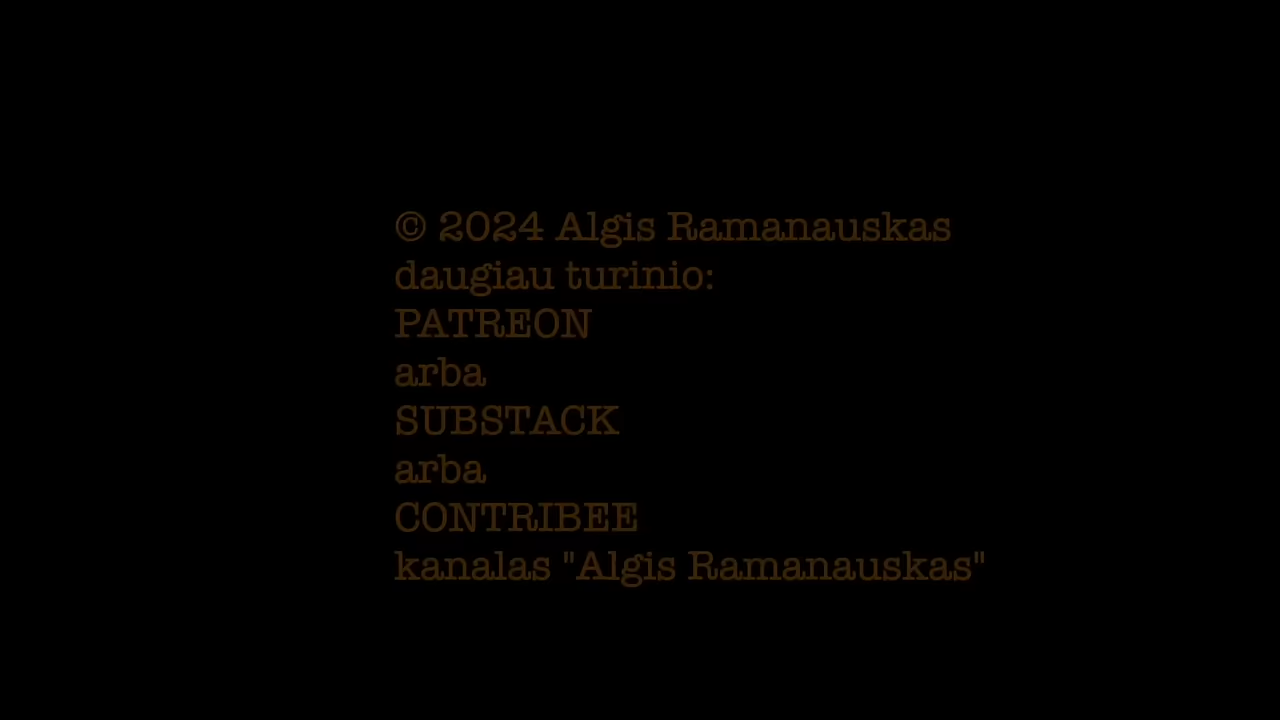 © 2024 Algis Ramanauskas
daugiau turinio:
PATREON
arba
SUBSTACK
arba
CONTRIBEE
kanalas "Algis Ramanauskas"